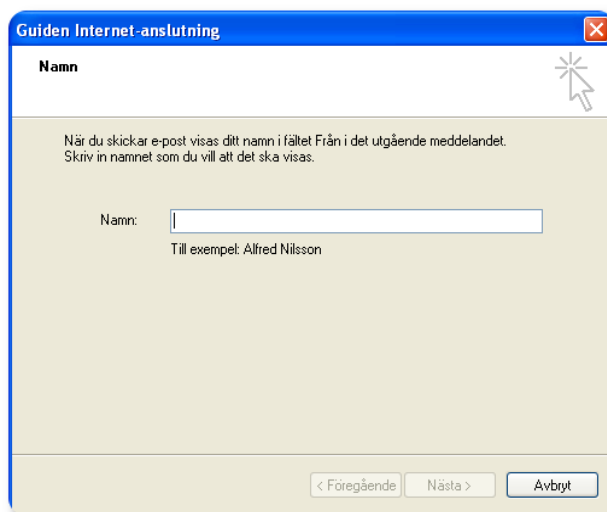 Guiden Internet-anslutning
Namn
När du skickar e-post visas ditt namn i fältet Från i det utgående meddelandet.
Skriv in namnet som du vill att det ska visas.
Namn:
Till exempel: Alfred Nilsson
< Föregående
Nästa >
Avbryt